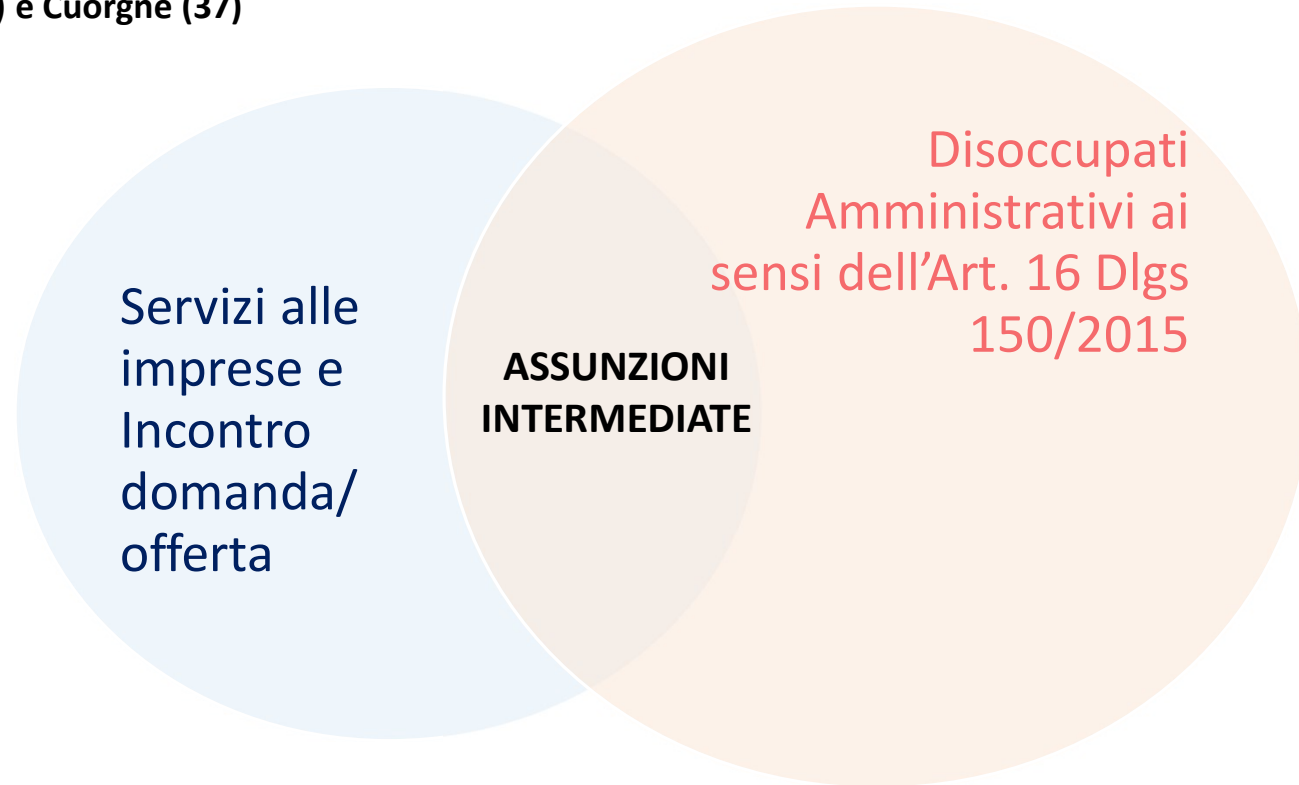 ) e Cuorgnè (37)
Servizi alle
imprese e
Incontro
domanda/
offerta
ASSUNZIONI
INTERMEDIATE
Disoccupati
Amministrativi ai
sensi dell’Art. 16 Dlgs
150/2015